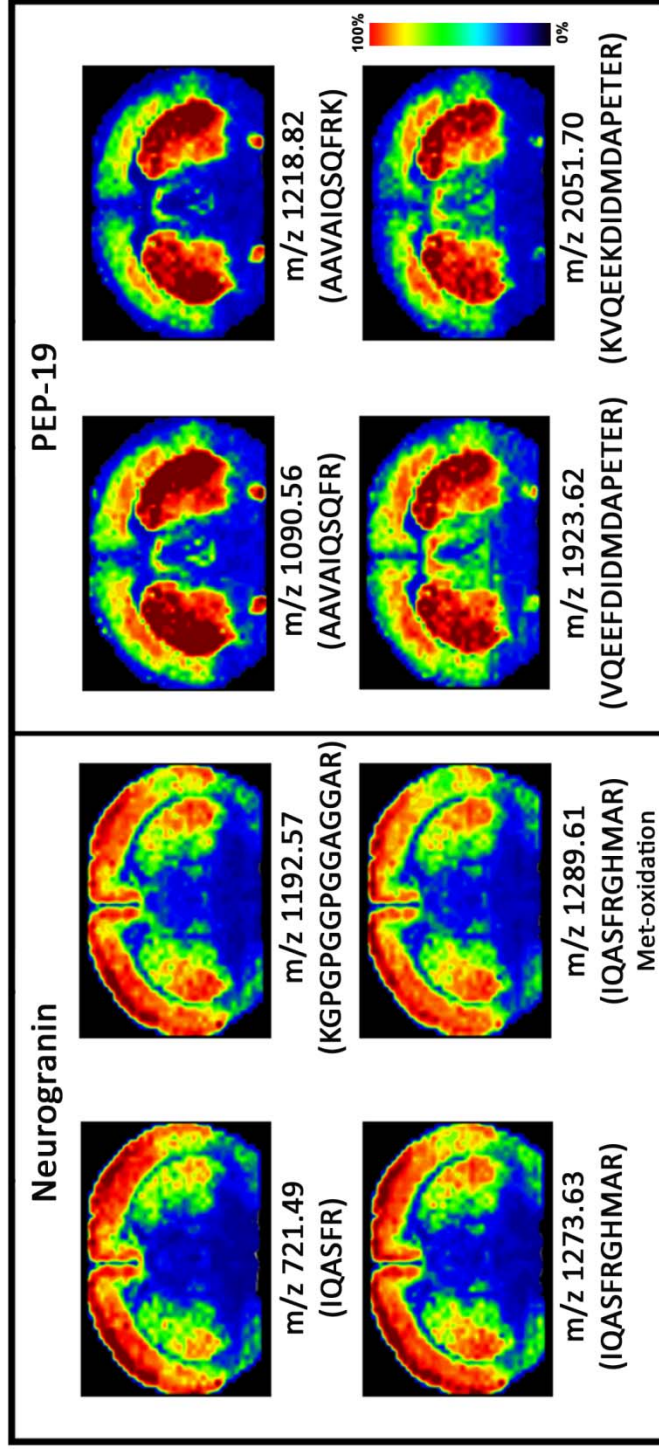 Neurogranin
m/z 721.49
(IQASFR)
m/z 1192.57
(KGPGPGGPGGAGGAR)
m/z 1273.63
(IQASFRGHMAR)
m/z 1289.61
(IQASFRGHMAR)
Met-oxidation
PEP-19
m/z 1090.56
(AAVAIQSQFR)
m/z 1218.82
(AAVAIQSQFRK)
m/z 1923.62
(VQEEFDIDMDAPETER)
m/z 2051.70
(KVQEEKDIDMDAPETER)
100%
0%